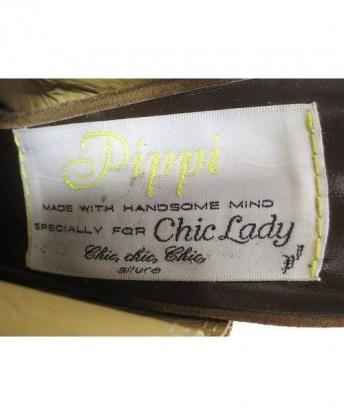 Pippi
MADE WITH HANDSOME MIND
SPECIALLY FOR Chic Lady
Chic, chic, Chic,
allure